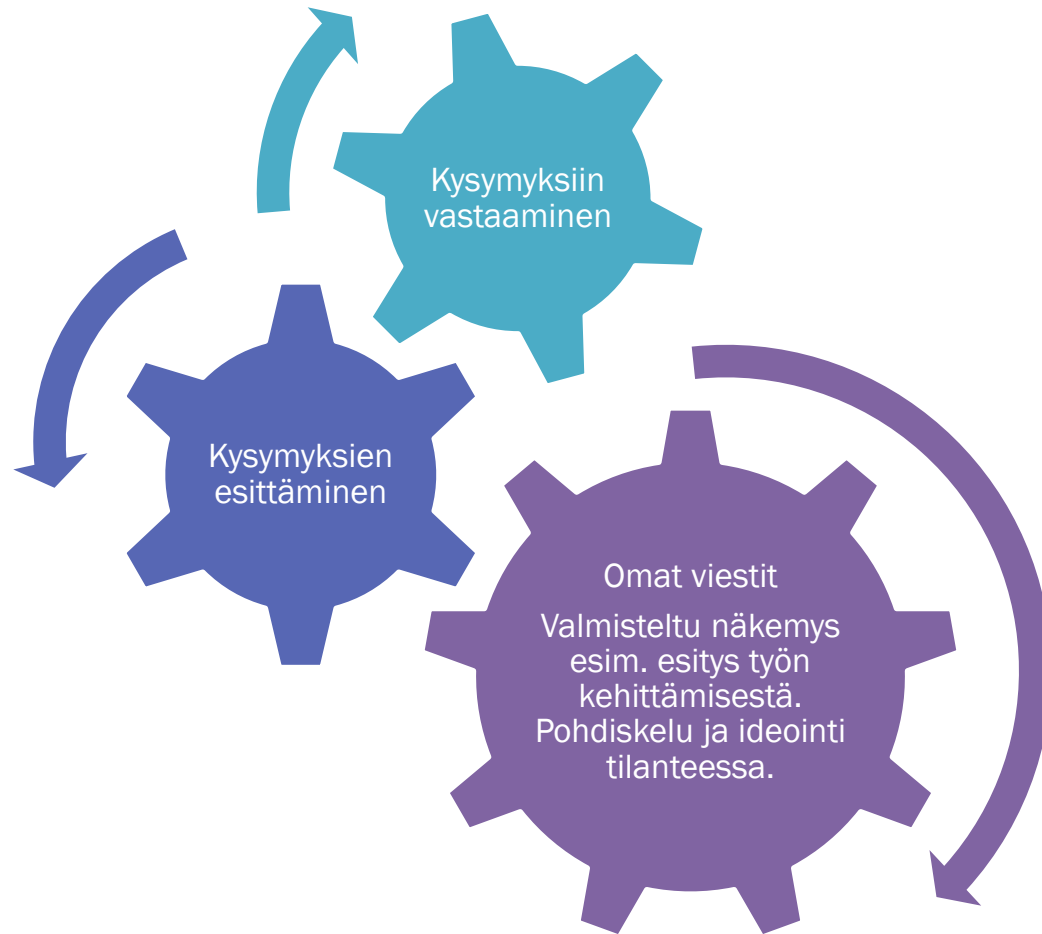 Kysymyksiin
vastaaminen
Kysymyksien
esittäminen
Omat viestit
Valmisteltu näkemys
esim. esitys työn
kehittämisestä.
Pohdiskelu ja ideointi
tilanteessa.